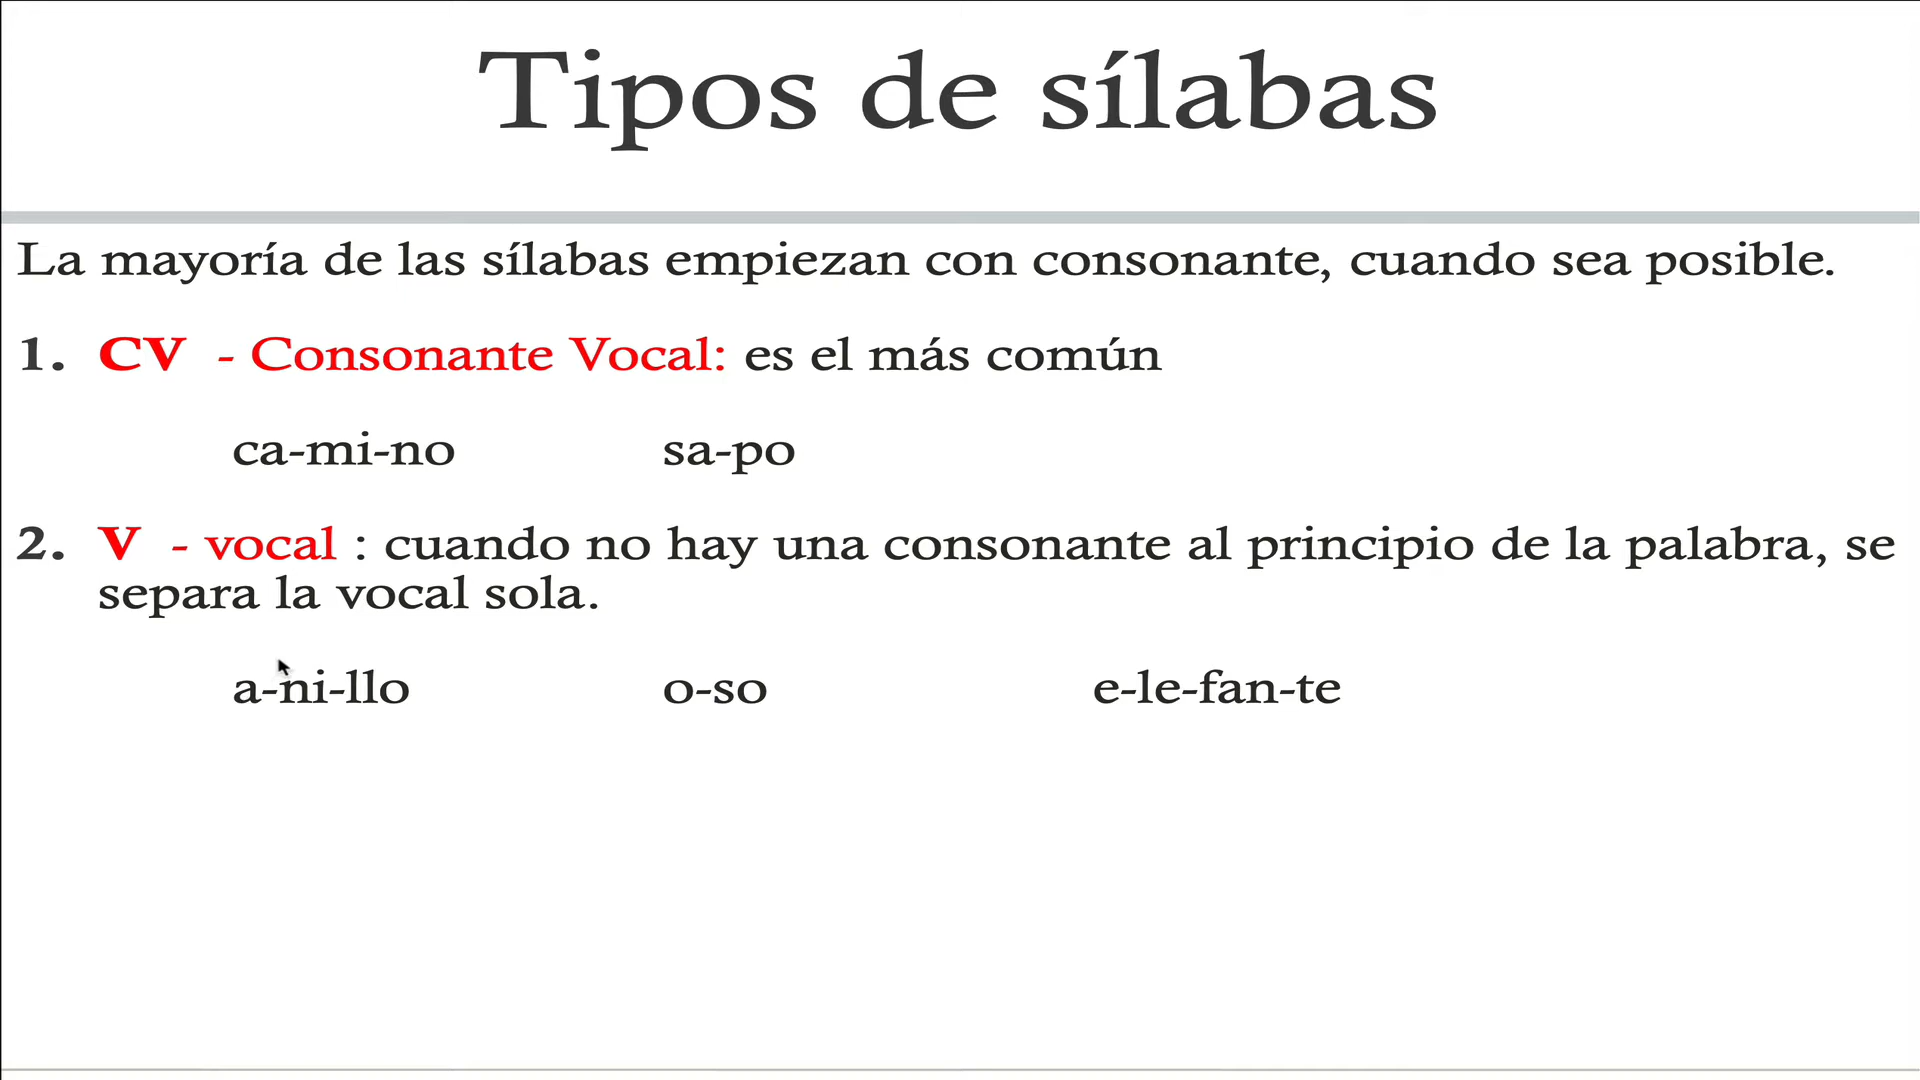 Tipos de sílabas
La mayoría de las sílabas empiezan con consonante, cuando sea posible.
1. CV - Consonante Vocal: es el más común
ca-mi-no sa-po
2. V - vocal : cuando no hay una consonante al principio de la palabra, se
separa la vocal sola.
a-ni-llo o-so e-le-fan-te